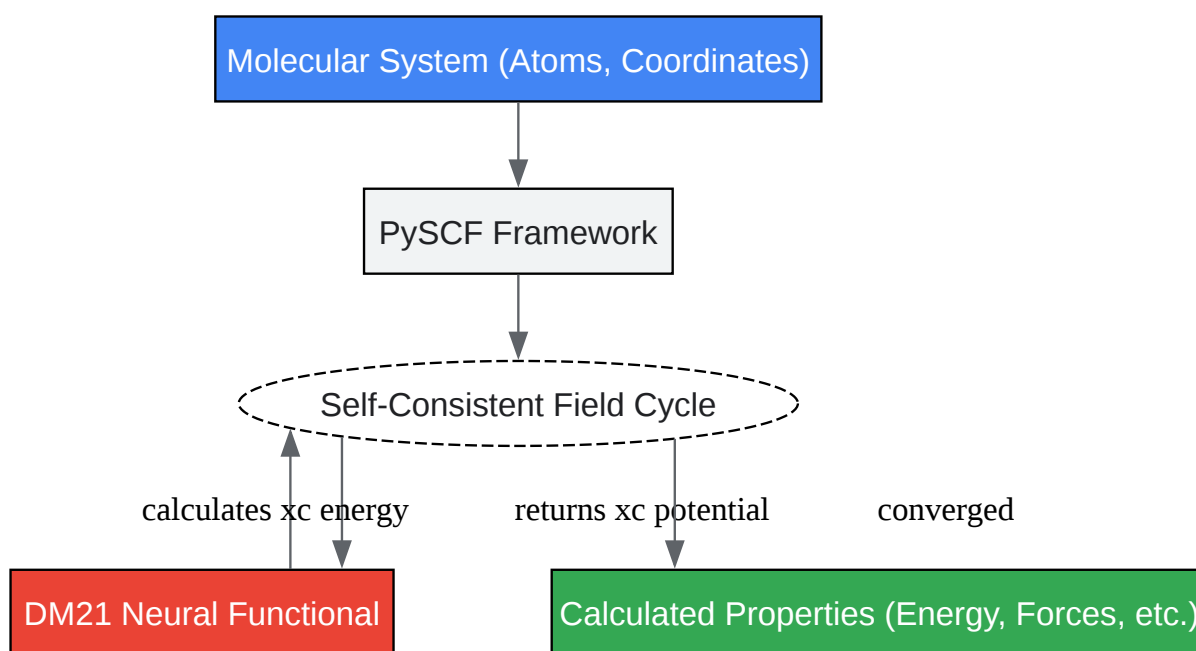 Molecular System (Atoms, Coordinates)
PySCF Framework
Self-Consistent Field Cycle
calculates xc energy
returns xc potential
converged
DM21 Neural Functional
Calculated Properties (Energy, Forces, etc.)